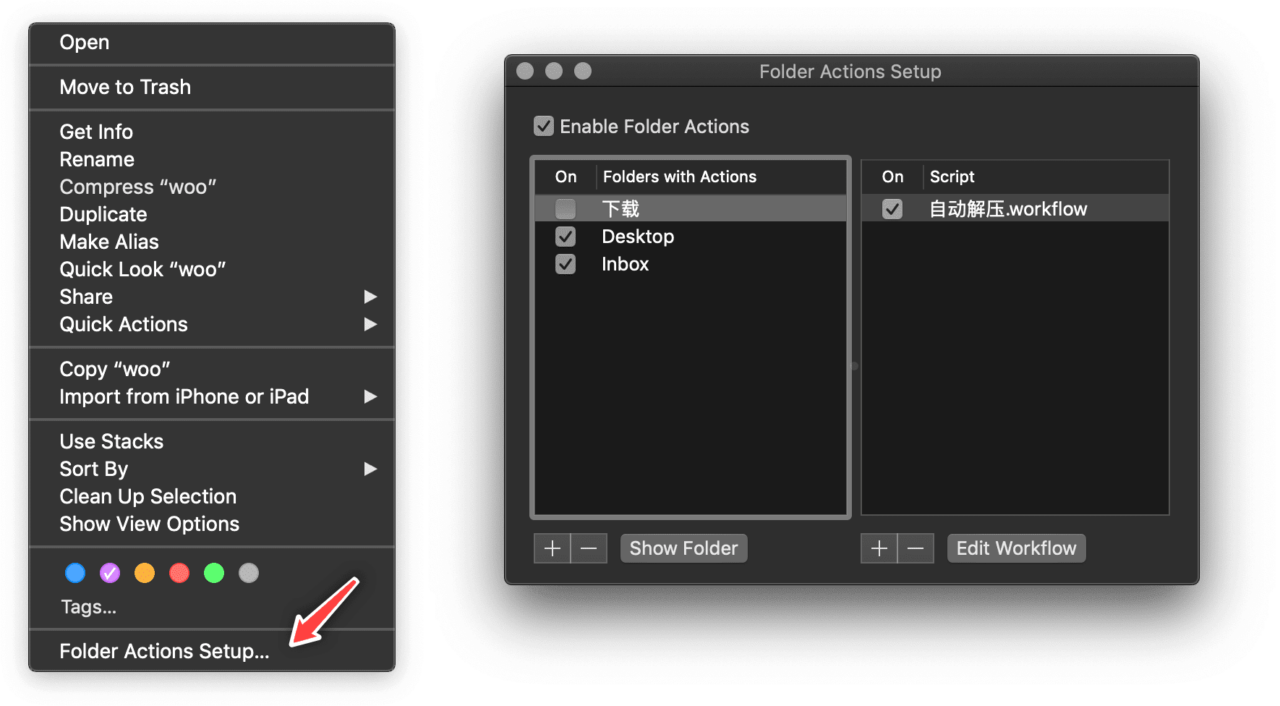 Open
Move to Trash
Get Info
Rename
Compress “woo”
Duplicate
Make Alias
Quick Look “woo”
Share
Quick Actions
Copy “woo”
Import from iPhone or iPad
Use Stacks
Sort By
Clean Up Selection
Show View Options
Tags...
Folder Actions Setup...
Folder Actions Setup
Enable Folder Actions
On Folders with Actions
下载
Desktop
Inbox
Show Folder
On Script
自动解压.workflow
Edit Workflow